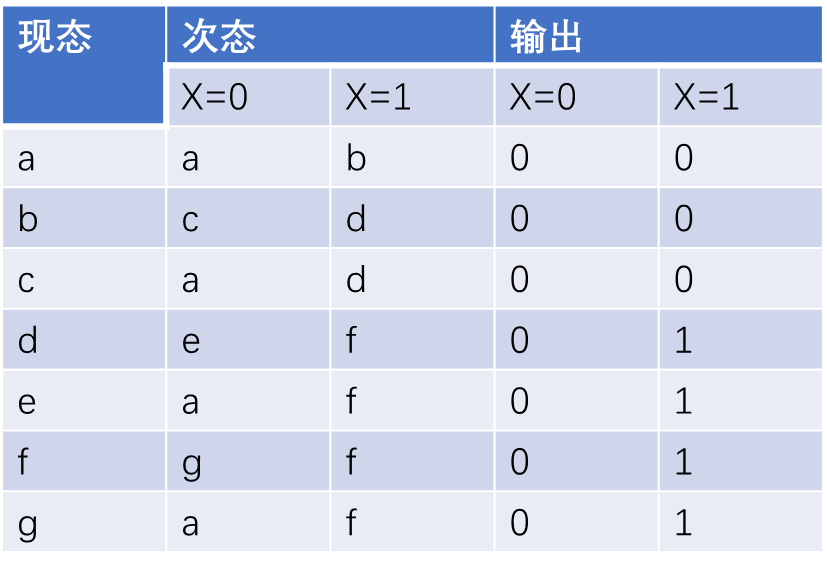 现态 次态 输出
X=0 X=1 X=0 X=1
a a b 0 0
b c d 0 0
c a d 0 0
d e f 0 1
e a f 0 1
f g f 0 1
g a f 0 1